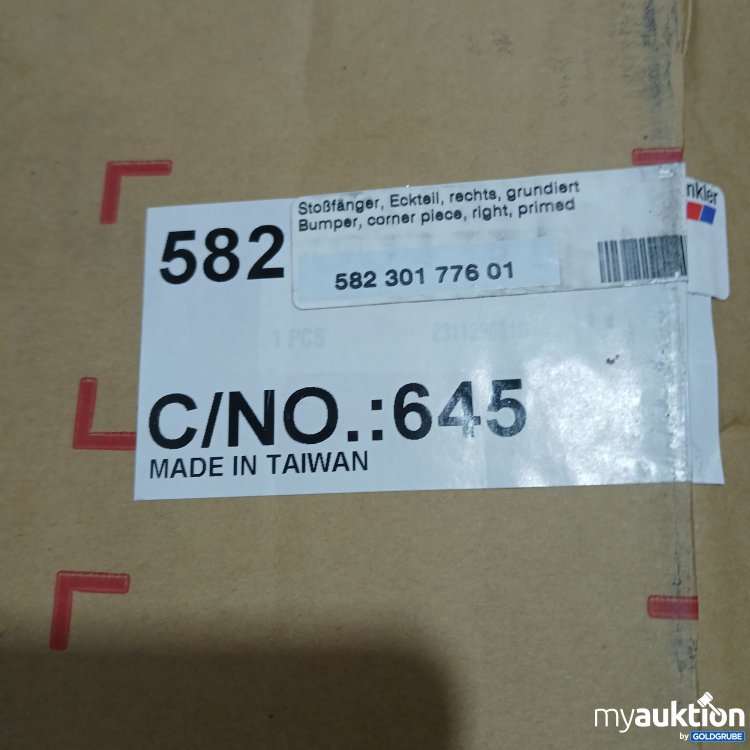 Stoßfänger, Eckteil, rechts, grundiert
Bumper, corner piece, right, primed
nkler
582
582 301 776 01
1 PCS
C/NO.:645
MADE IN TAIWAN
myauktion
by GOLDGRUBE